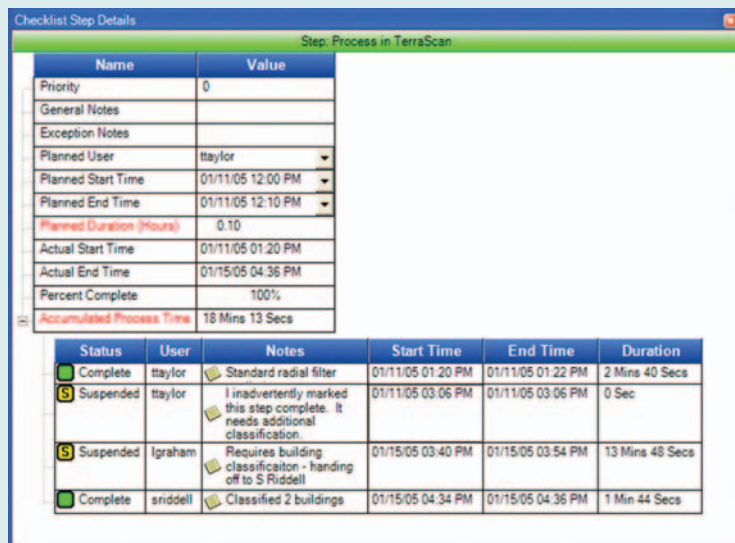 Checklist Step Details
Step: Process in TerraScan
Name Value
Priority 0
General Notes
Exception Notes
Planned User ttaylor
Planned Start Time 01/11/05 12:00 PM
Planned End Time 01/11/05 12:10 PM
Planned Duration (Hours) 0.10
Actual Start Time 01/11/05 01:20 PM
Actual End Time 01/15/05 04:36 PM
Percent Complete 100%
Accumulated Process Time 18 Mins 13 Secs
Status User Notes Start Time End Time Duration
Complete ttaylor Standard radial filter 01/11/05 01:20 PM 01/11/05 01:22 PM 2 Mins 40 Secs
S Suspended ttaylor I inadvertently marked 01/11/05 03:06 PM 01/11/05 03:06 PM 0 Sec
this step complete. It
needs additional
classification.
S Suspended lgraham Requires building 01/15/05 03:40 PM 01/15/05 03:54 PM 13 Mins 48 Secs
classificaiton - handing
off to S Riddell
Complete sriddell Classified 2 buildings 01/15/05 04:34 PM 01/15/05 04:36 PM 1 Min 44 Secs